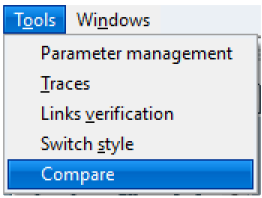 Tools Windows
Parameter management
Traces
Links verification
Switch style
Compare